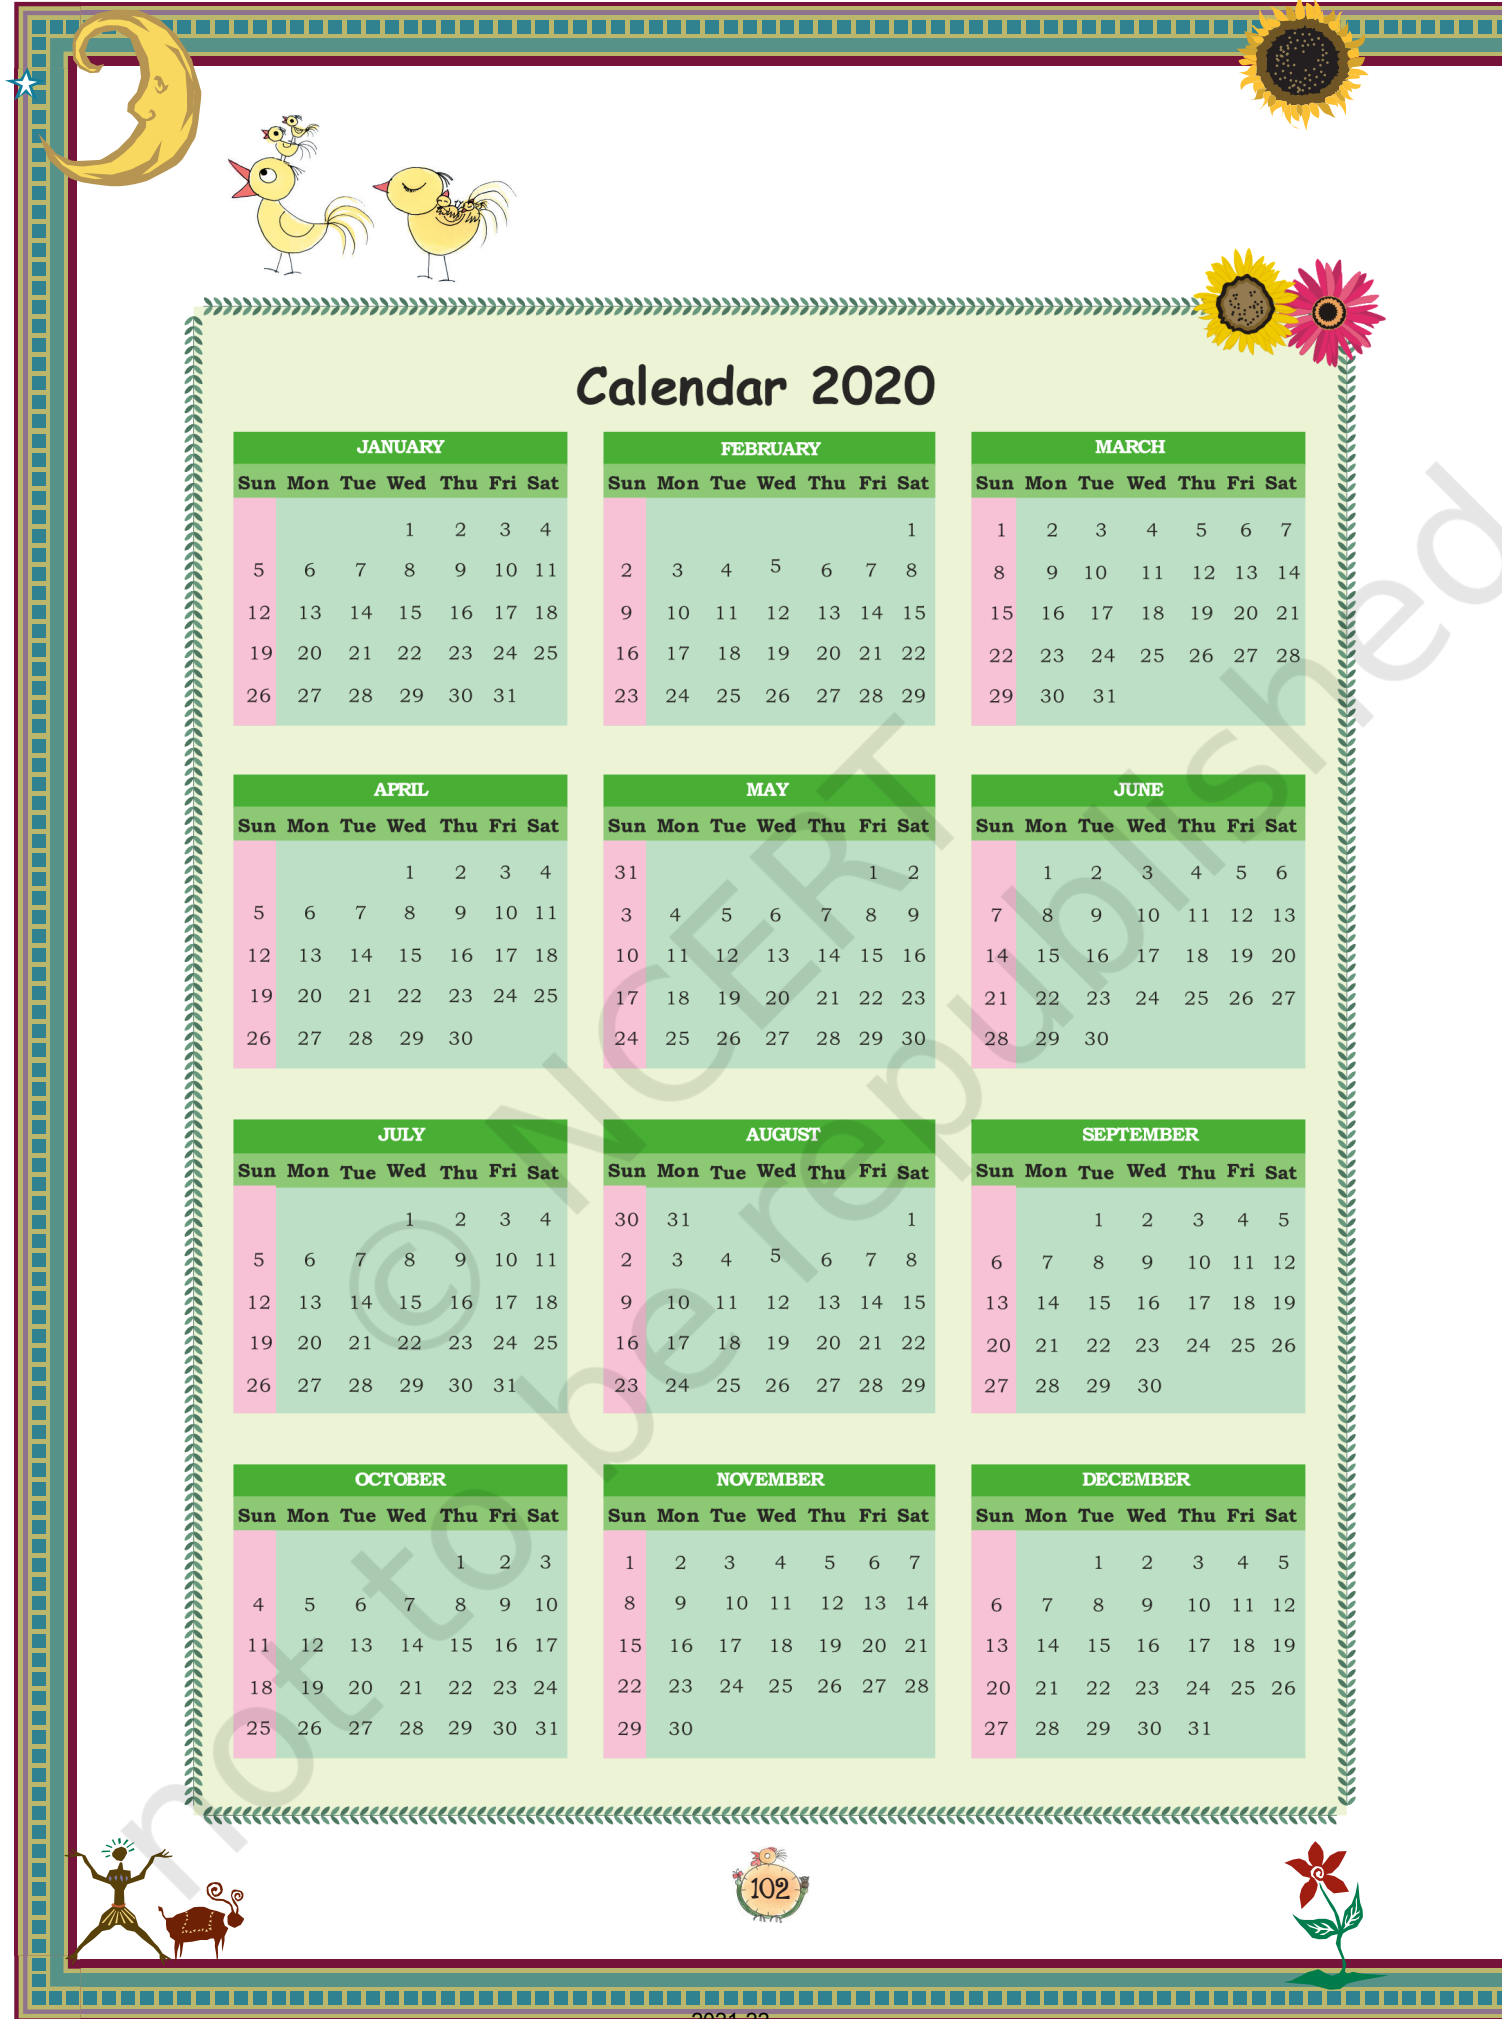 Calendar 2020
JANUARY
Sun Mon Tue Wed Thu Fri Sat
1 2 3 4
5 6 7 8 9 10 11
12 13 14 15 16 17 18
19 20 21 22 23 24 25
26 27 28 29 30 31
FEBRUARY
Sun Mon Tue Wed Thu Fri Sat
1
2 3 4 5 6 7 8
9 10 11 12 13 14 15
16 17 18 19 20 21 22
23 24 25 26 27 28 29
MARCH
Sun Mon Tue Wed Thu Fri Sat
1 2 3 4 5 6 7
8 9 10 11 12 13 14
15 16 17 18 19 20 21
22 23 24 25 26 27 28
29 30 31
APRIL
Sun Mon Tue Wed Thu Fri Sat
1 2 3 4
5 6 7 8 9 10 11
12 13 14 15 16 17 18
19 20 21 22 23 24 25
26 27 28 29 30
MAY
Sun Mon Tue Wed Thu Fri Sat
31 1 2
3 4 5 6 7 8 9
10 11 12 13 14 15 16
17 18 19 20 21 22 23
24 25 26 27 28 29 30
JUNE
Sun Mon Tue Wed Thu Fri Sat
1 2 3 4 5 6
7 8 9 10 11 12 13
14 15 16 17 18 19 20
21 22 23 24 25 26 27
28 29 30
JULY
Sun Mon Tue Wed Thu Fri Sat
1 2 3 4
5 6 7 8 9 10 11
12 13 14 15 16 17 18
19 20 21 22 23 24 25
26 27 28 29 30 31
AUGUST
Sun Mon Tue Wed Thu Fri Sat
30 31 1
2 3 4 5 6 7 8
9 10 11 12 13 14 15
16 17 18 19 20 21 22
23 24 25 26 27 28 29
SEPTEMBER
Sun Mon Tue Wed Thu Fri Sat
1 2 3 4 5
6 7 8 9 10 11 12
13 14 15 16 17 18 19
20 21 22 23 24 25 26
27 28 29 30
OCTOBER
Sun Mon Tue Wed Thu Fri Sat
1 2 3
4 5 6 7 8 9 10
11 12 13 14 15 16 17
18 19 20 21 22 23 24
25 26 27 28 29 30 31
NOVEMBER
Sun Mon Tue Wed Thu Fri Sat
1 2 3 4 5 6 7
8 9 10 11 12 13 14
15 16 17 18 19 20 21
22 23 24 25 26 27 28
29 30
DECEMBER
Sun Mon Tue Wed Thu Fri Sat
1 2 3 4 5
6 7 8 9 10 11 12
13 14 15 16 17 18 19
20 21 22 23 24 25 26
27 28 29 30 31
© NCERT
not to be republished
102